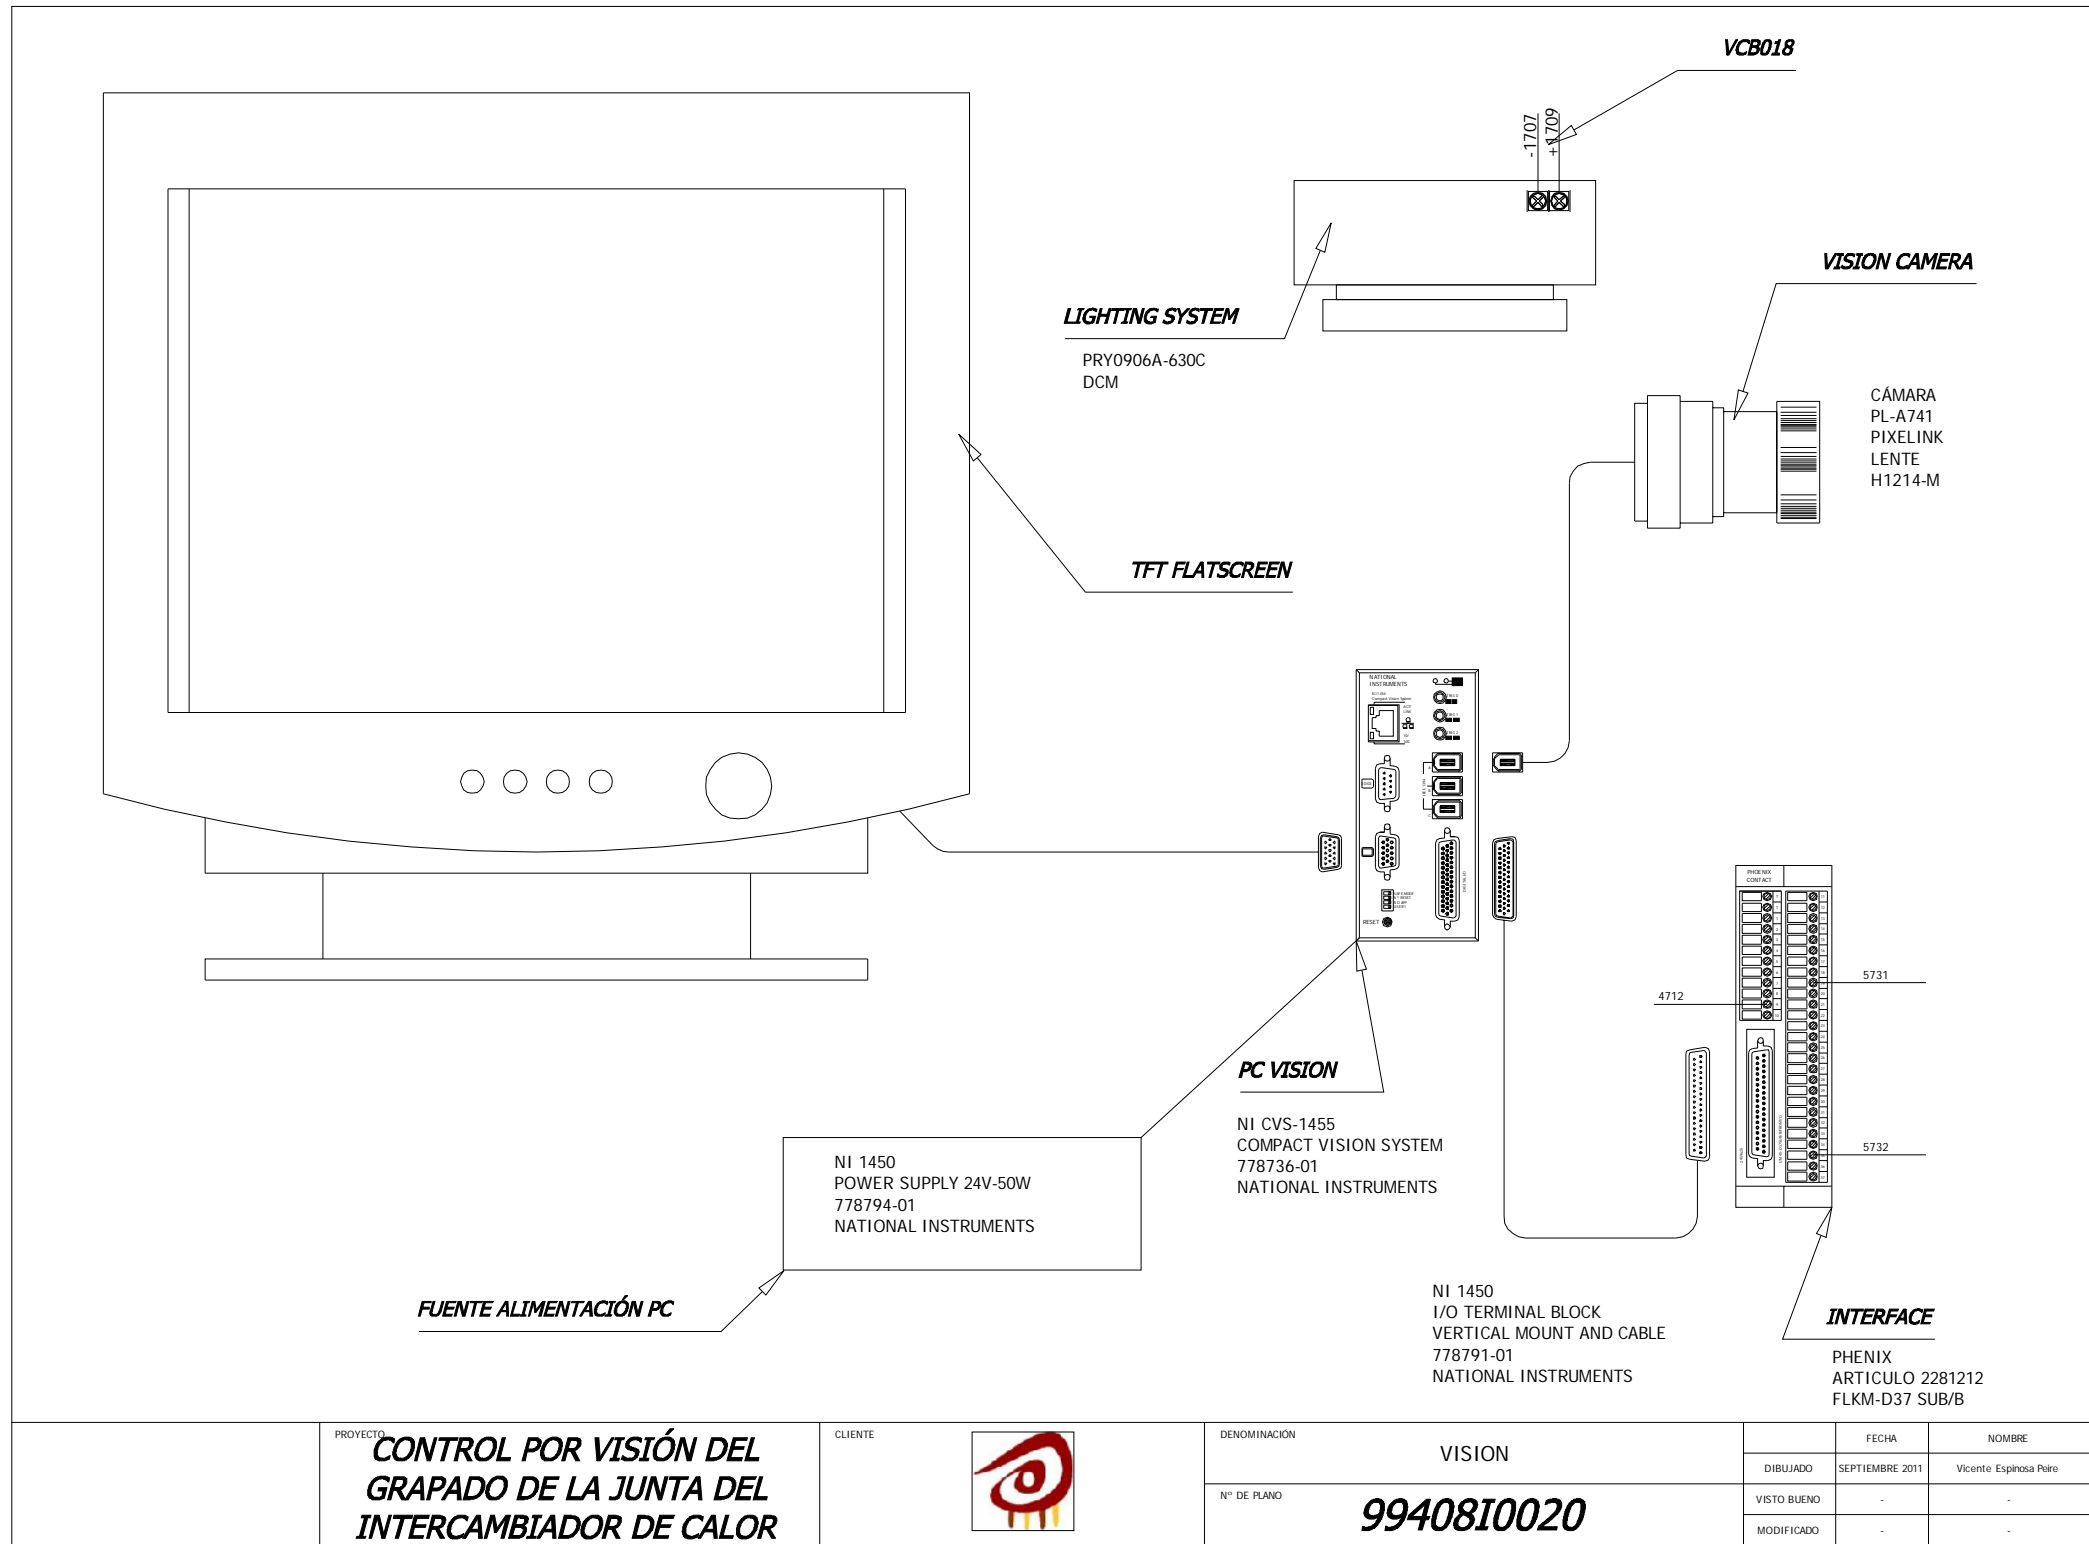 VCB018
-1707
+1709
VISION CAMERA
LIGHTING SYSTEM
PRY0906A-630C
DCM
CÁMARA
PL-A741
PIXELINK
LENTE
H1214-M
TFT FLATSCREEN
NATIONAL
INSTRUMENTS
Compact Vision System
RESET
PHOENIX
CONTACT
5731
4712
5732
PC VISION
NI CVS-1455
COMPACT VISION SYSTEM
778736-01
NATIONAL INSTRUMENTS
NI 1450
POWER SUPPLY 24V-50W
778794-01
NATIONAL INSTRUMENTS
FUENTE ALIMENTACIÓN PC
NI 1450
I/O TERMINAL BLOCK
VERTICAL MOUNT AND CABLE
778791-01
NATIONAL INSTRUMENTS
INTERFACE
PHENIX
ARTICULO 2281212
FLKM-D37 SUB/B
PROYECTO
CONTROL POR VISIÓN DEL
GRAPADO DE LA JUNTA DEL
INTERCAMBIADOR DE CALOR
CLIENTE
DENOMINACIÓN
VISION
Nº DE PLANO
99408I0020
FECHA
NOMBRE
DIBUJADO
SEPTIEMBRE 2011
Vicente Espinosa Peire
VISTO BUENO
-
-
MODIFICADO
-
-